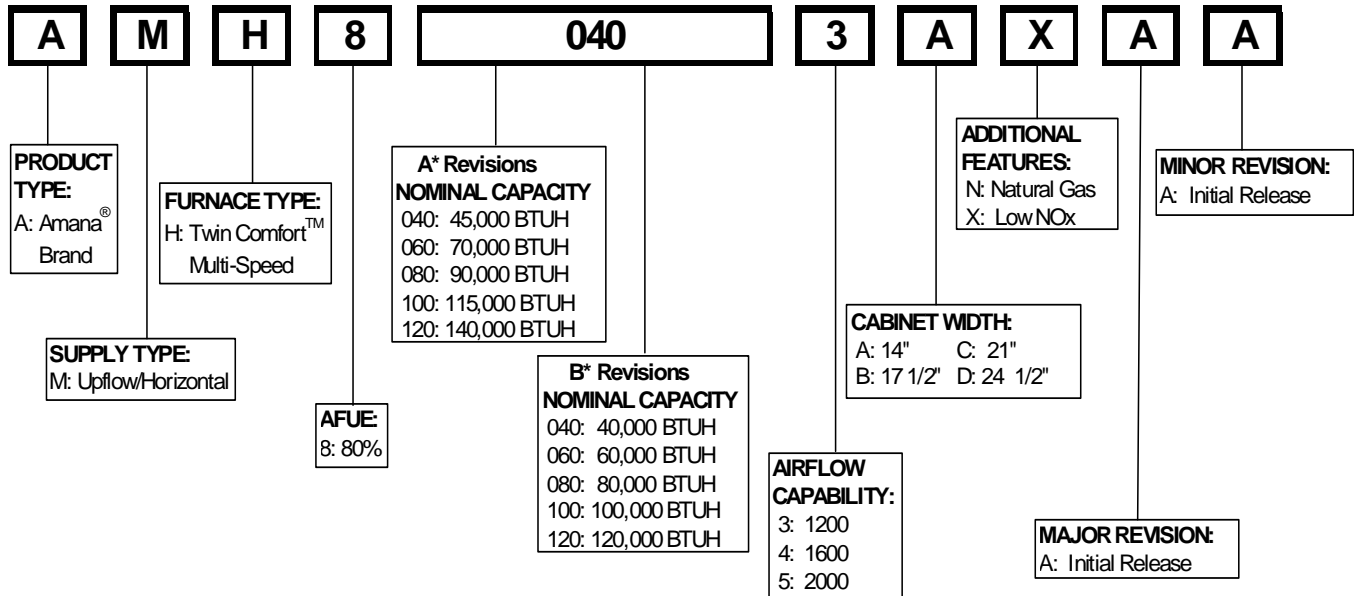 A M H 8 040 3 A X A A
PRODUCT
TYPE:
A: Amana®
Brand
SUPPLY TYPE:
M: Upflow/Horizontal
FURNACE TYPE:
H: Twin Comfort™
Multi-Speed
AFUE:
8: 80%
A* Revisions
NOMINAL CAPACITY
040: 45,000 BTUH
060: 70,000 BTUH
080: 90,000 BTUH
100: 115,000 BTUH
120: 140,000 BTUH
B* Revisions
NOMINAL CAPACITY
040: 40,000 BTUH
060: 60,000 BTUH
080: 80,000 BTUH
100: 100,000 BTUH
120: 120,000 BTUH
AIRFLOW
CAPABILITY:
3: 1200
4: 1600
5: 2000
CABINET WIDTH:
A: 14" C: 21"
B: 17 1/2" D: 24 1/2"
ADDITIONAL
FEATURES:
N: Natural Gas
X: Low NOx
MAJOR REVISION:
A: Initial Release
MINOR REVISION:
A: Initial Release